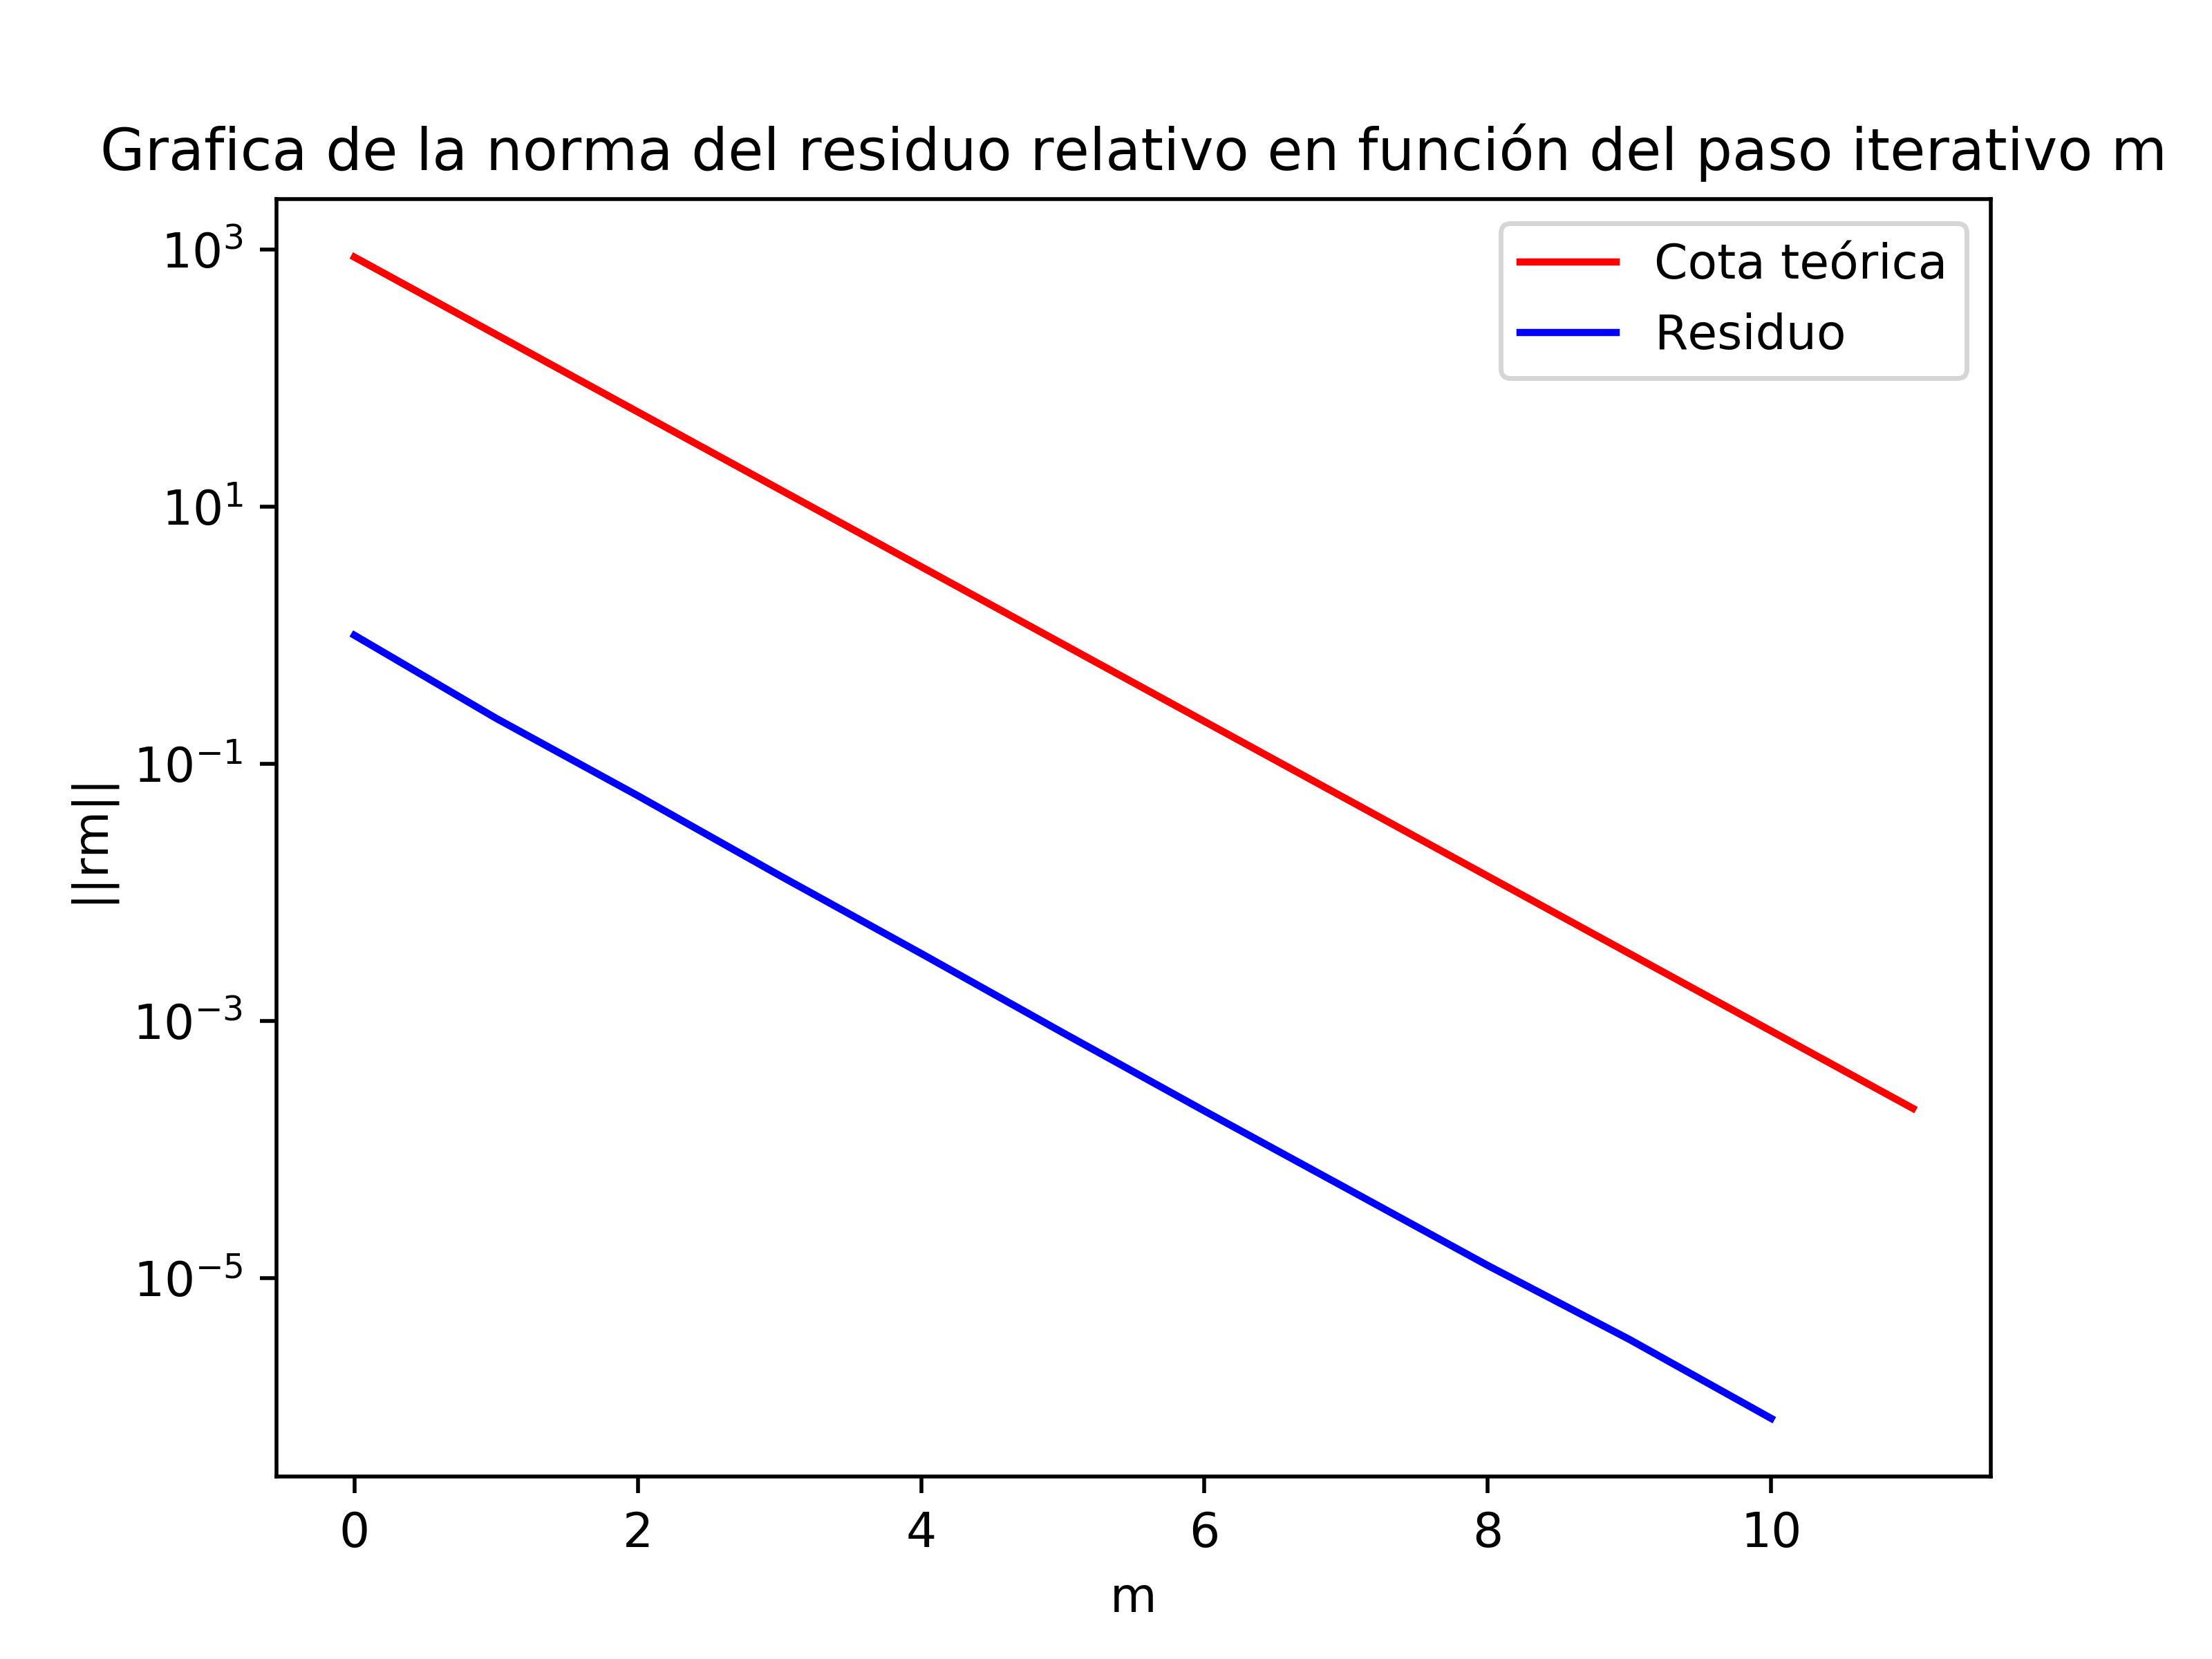 Grafica de la norma del residuo relativo en función del paso iterativo m
Cota teórica
Residuo
10³
10¹
10⁻¹
10⁻³
10⁻⁵
||rm||
0 2 4 6 8 10
m